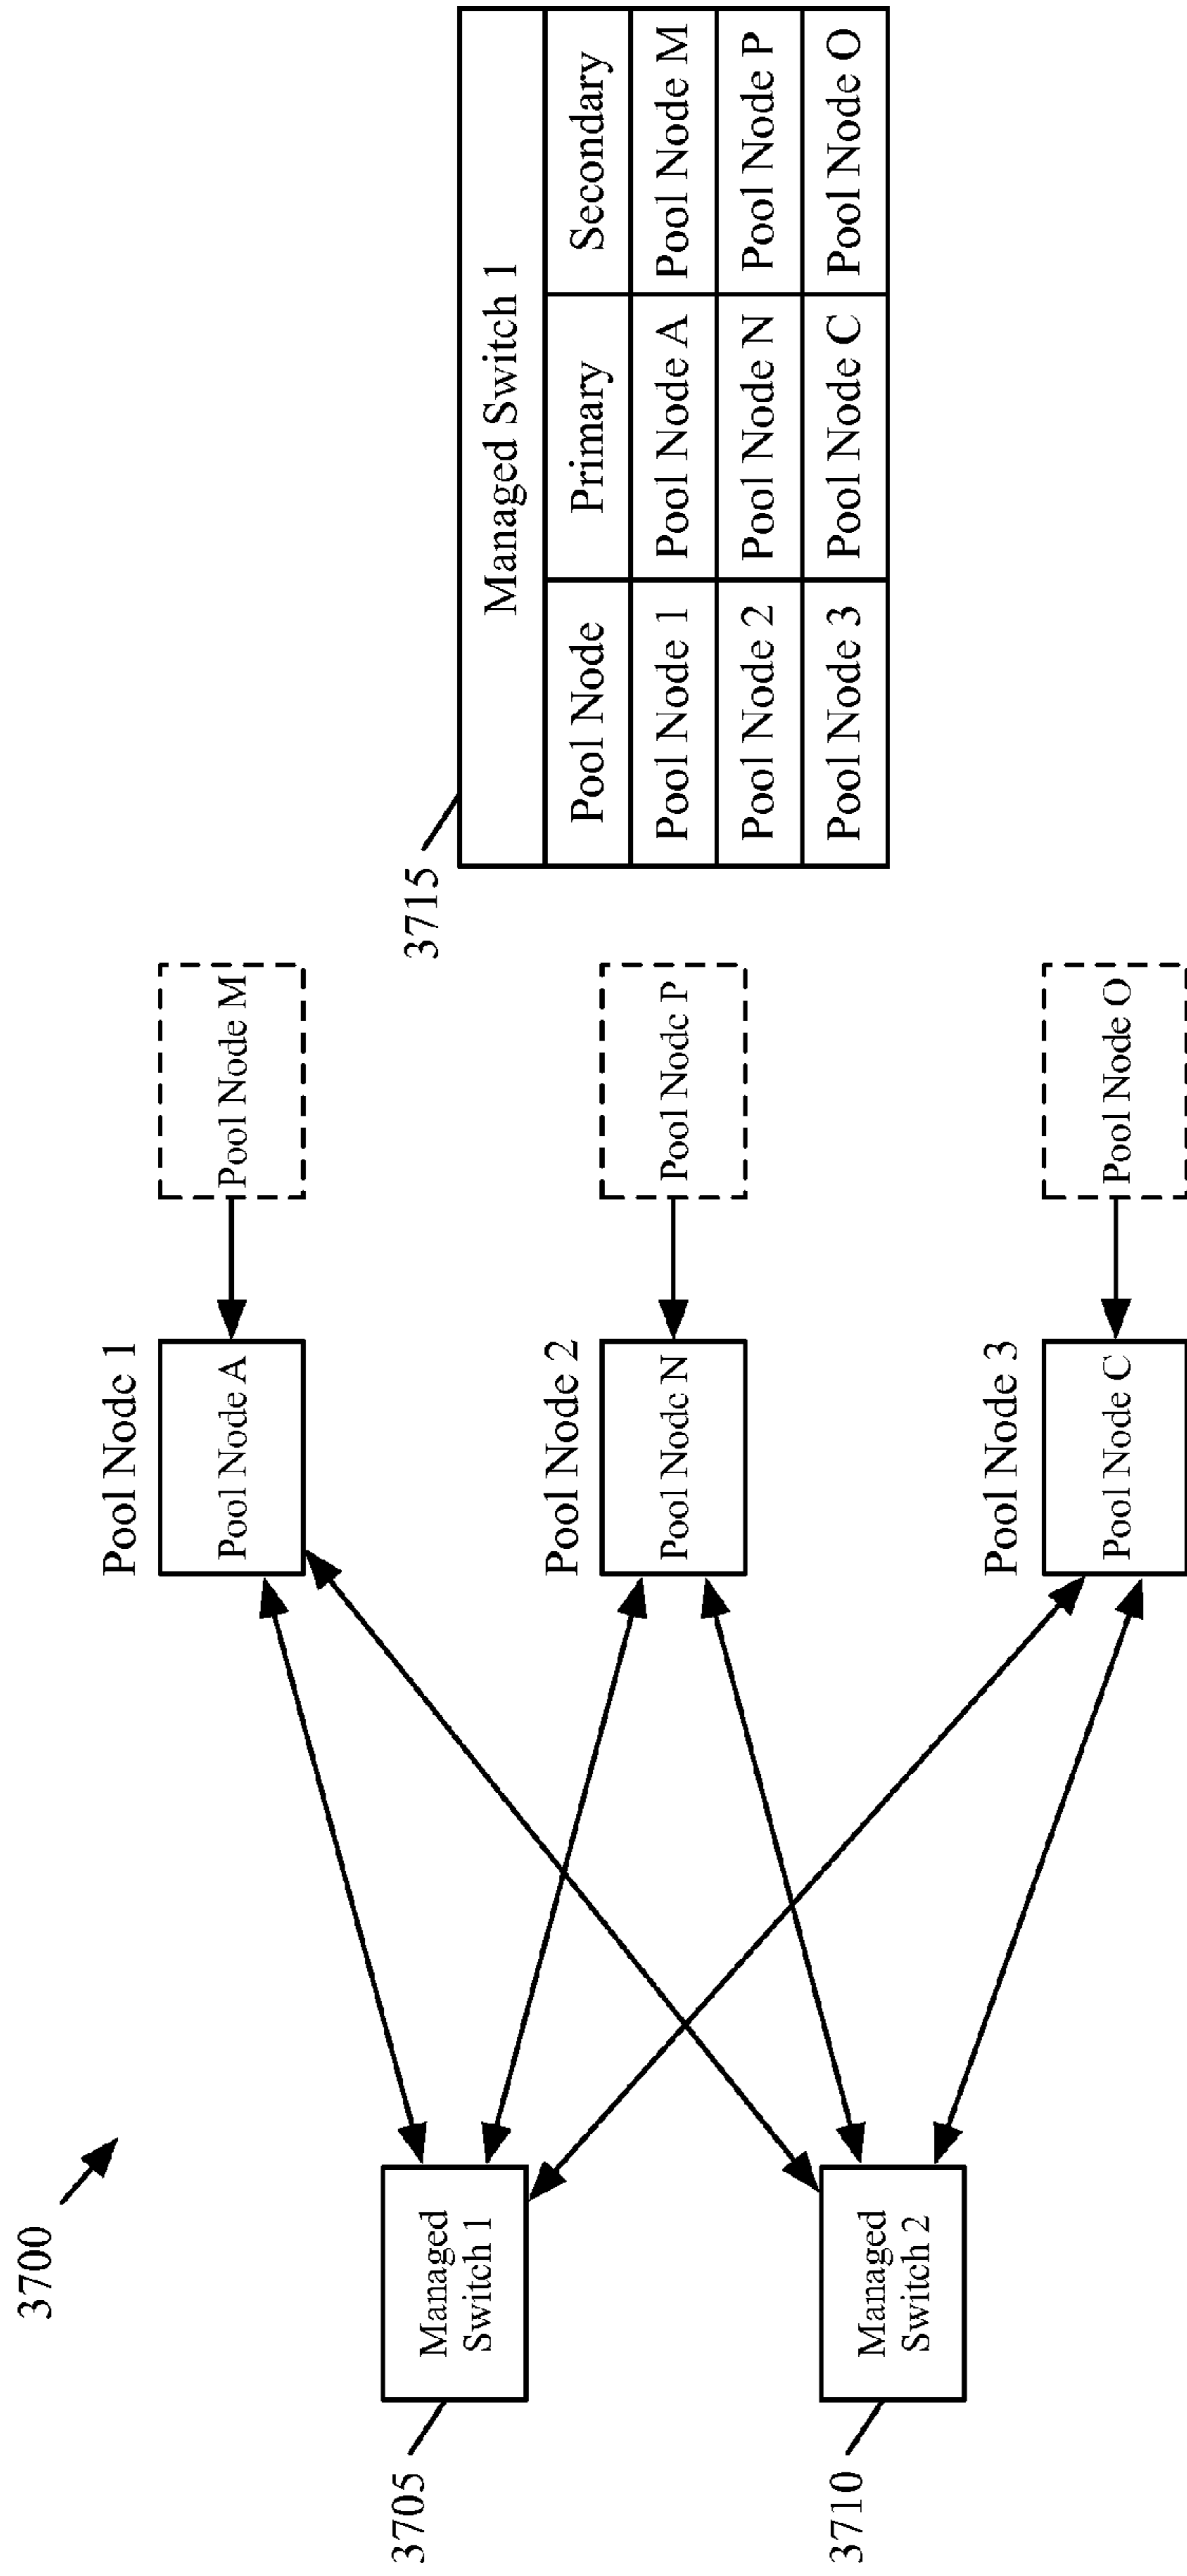 3700
Pool Node 1
Pool Node A
Pool Node M
3705
Managed
Switch 1
Pool Node 2
Pool Node N
Pool Node P
3710
Managed
Switch 2
Pool Node 3
Pool Node C
Pool Node O
3715
Managed Switch 1
Pool Node Primary Secondary
Pool Node 1 Pool Node A Pool Node M
Pool Node 2 Pool Node N Pool Node P
Pool Node 3 Pool Node C Pool Node O